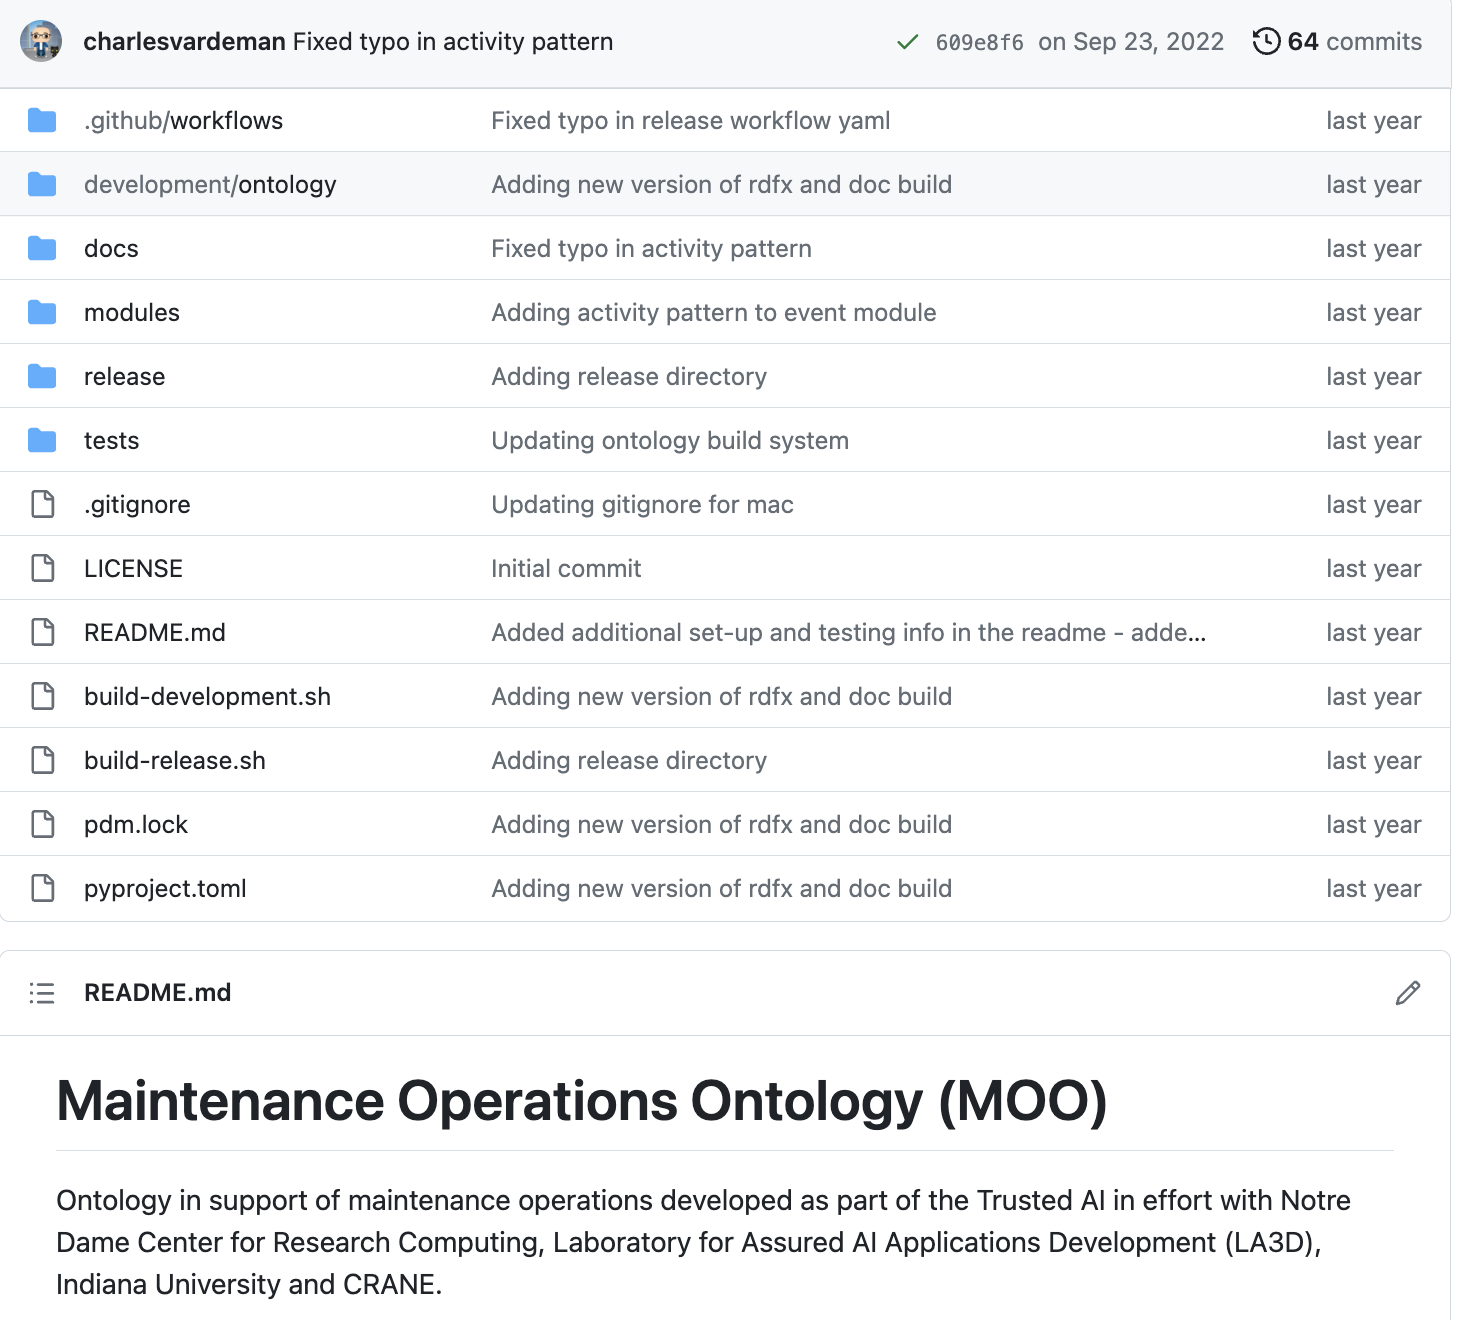 charlesvardeman Fixed typo in activity pattern 609e8f6 on Sep 23, 2022 64 commits
.github/workflows Fixed typo in release workflow yaml last year
development/ontology Adding new version of rdfx and doc build last year
docs Fixed typo in activity pattern last year
modules Adding activity pattern to event module last year
release Adding release directory last year
tests Updating ontology build system last year
.gitignore Updating gitignore for mac last year
LICENSE Initial commit last year
README.md Added additional set-up and testing info in the readme - adde... last year
build-development.sh Adding new version of rdfx and doc build last year
build-release.sh Adding release directory last year
pdm.lock Adding new version of rdfx and doc build last year
pyproject.toml Adding new version of rdfx and doc build last year
README.md
Maintenance Operations Ontology (MOO)
Ontology in support of maintenance operations developed as part of the Trusted AI in effort with Notre
Dame Center for Research Computing, Laboratory for Assured AI Applications Development (LA3D),
Indiana University and CRANE.